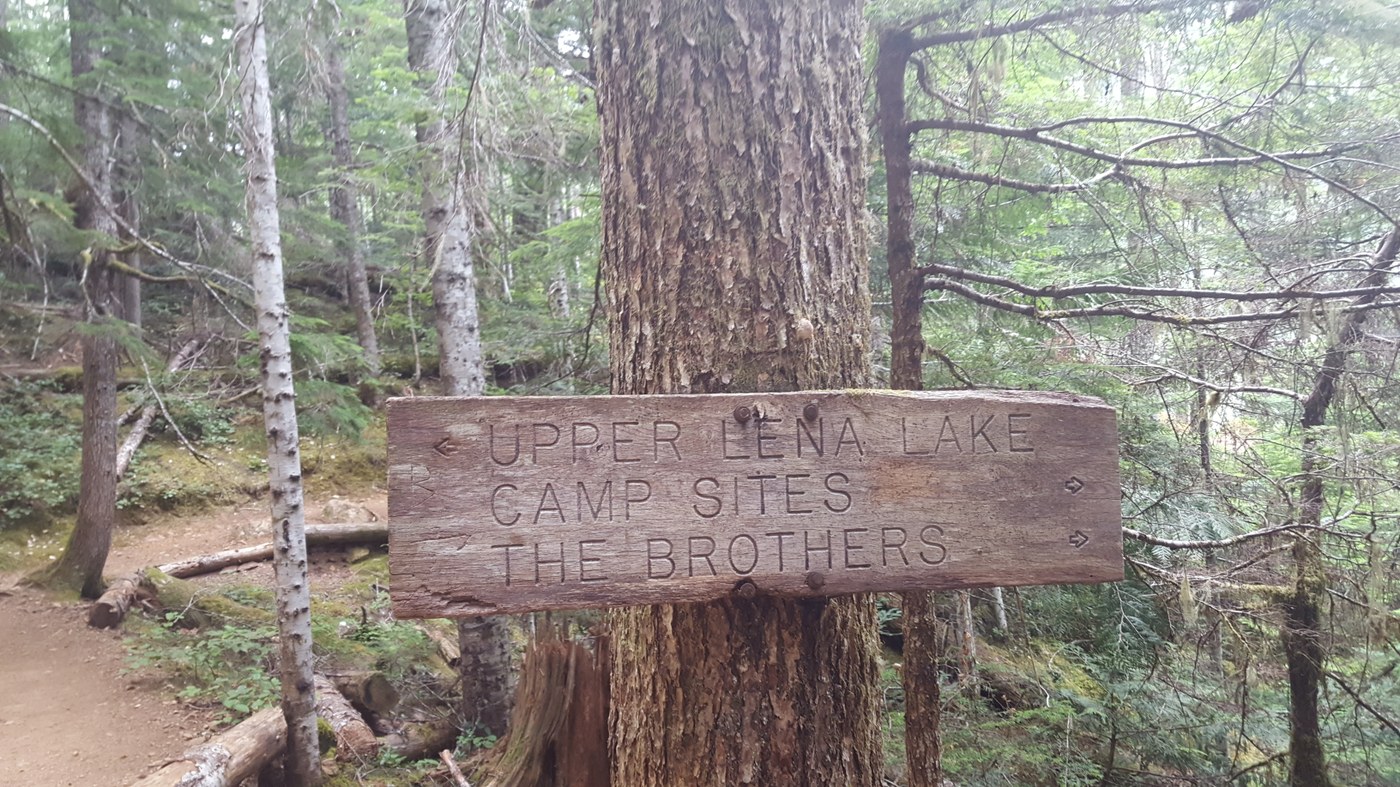 ← UPPER LENA LAKE
CAMP SITES →
THE BROTHERS →